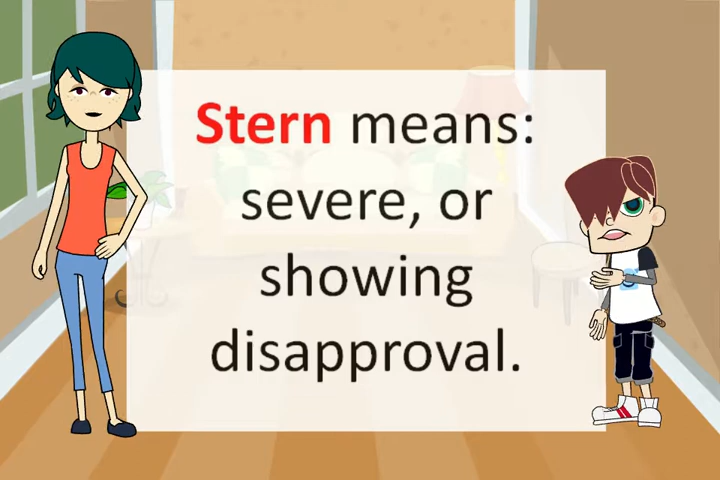 Stern means:
severe, or
showing
disapproval.